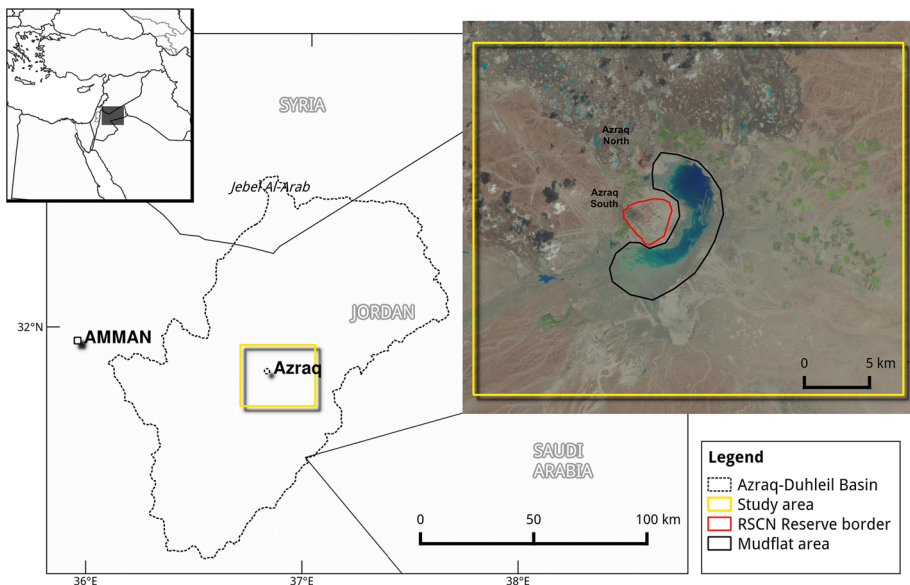 SYRIA
Jebel Al-Arab
JORDAN
32°N
AMMAN
Azraq
SAUDI
ARABIA
0 50 100 km
36°E 37°E 38°E
Azraq
North
Azraq
South
0 5 km
Legend
Azraq-Duhleil Basin
Study area
RSCN Reserve border
Mudflat area